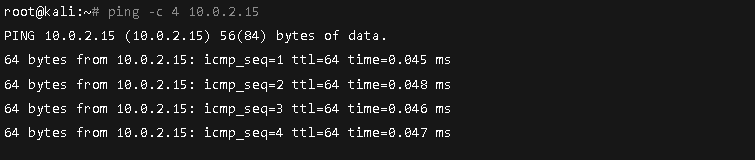 root@kali:~# ping -c 4 10.0.2.15
PING 10.0.2.15 (10.0.2.15) 56(84) bytes of data.
64 bytes from 10.0.2.15: icmp_seq=1 ttl=64 time=0.045 ms
64 bytes from 10.0.2.15: icmp_seq=2 ttl=64 time=0.048 ms
64 bytes from 10.0.2.15: icmp_seq=3 ttl=64 time=0.046 ms
64 bytes from 10.0.2.15: icmp_seq=4 ttl=64 time=0.047 ms